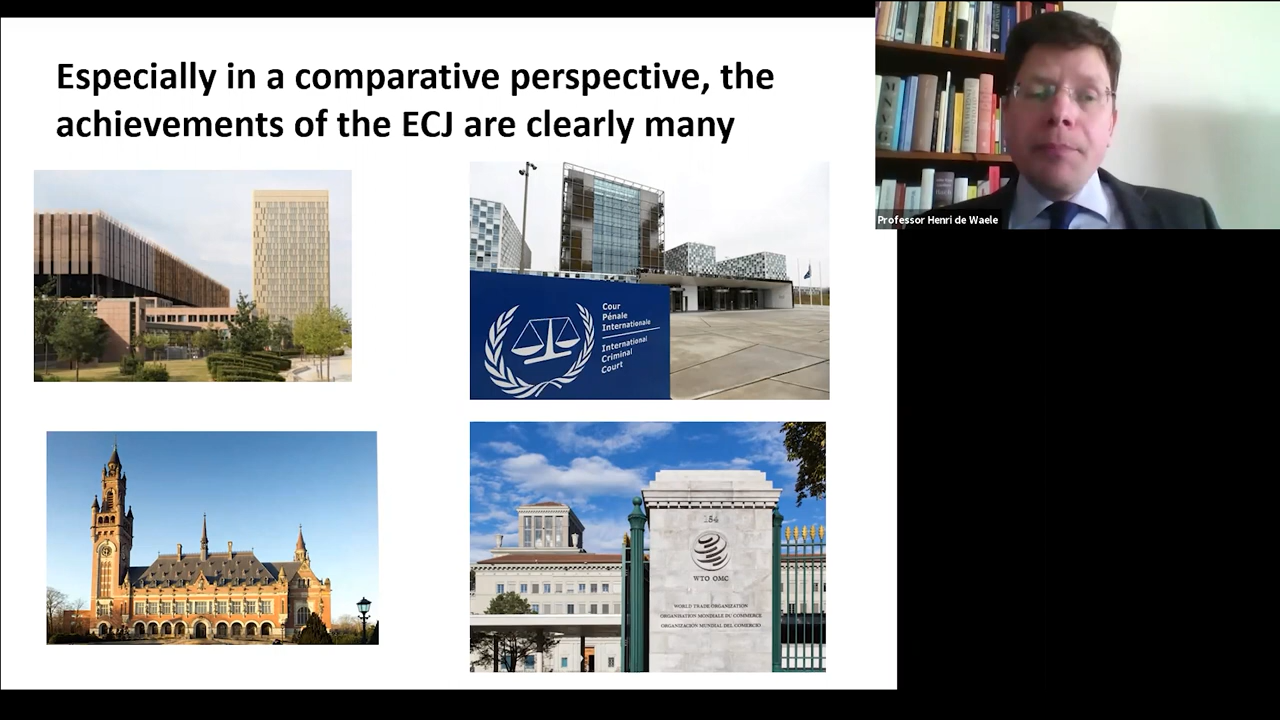 Especially in a comparative perspective, the
achievements of the ECJ are clearly many
Professor Henri de Waele
Cour
Pénale
Internationale
International
Criminal
Court
154
WTO OMC
WORLD TRADE ORGANIZATION
ORGANISATION MONDIALE DU COMMERCE
ORGANIZACIÓN MUNDIAL DEL COMERCIO